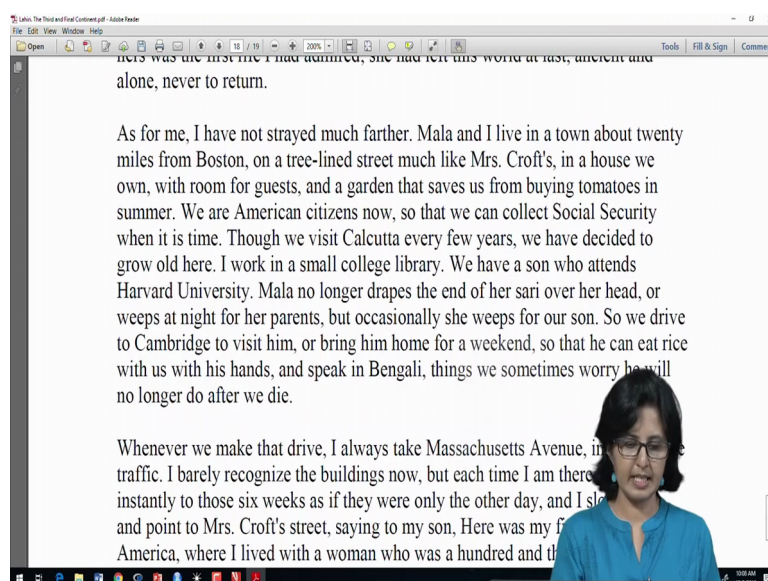 Lahiri. The Third and Final Continent.pdf - Adobe Reader
File Edit View Window Help
Open 18 / 19 200% Tools Fill & Sign Comme
alone, never to return.
As for me, I have not strayed much farther. Mala and I live in a town about twenty
miles from Boston, on a tree-lined street much like Mrs. Croft's, in a house we
own, with room for guests, and a garden that saves us from buying tomatoes in
summer. We are American citizens now, so that we can collect Social Security
when it is time. Though we visit Calcutta every few years, we have decided to
grow old here. I work in a small college library. We have a son who attends
Harvard University. Mala no longer drapes the end of her sari over her head, or
weeps at night for her parents, but occasionally she weeps for our son. So we drive
to Cambridge to visit him, or bring him home for a weekend, so that he can eat rice
with us with his hands, and speak in Bengali, things we sometimes worry he will
no longer do after we die.
Whenever we make that drive, I always take Massachusetts Avenue,
traffic. I barely recognize the buildings now, but each time I am there
instantly to those six weeks as if they were only the other day, and I
and point to Mrs. Croft's street, saying to my son, Here was my
America, where I lived with a woman who was a hundred and
10:08 AM